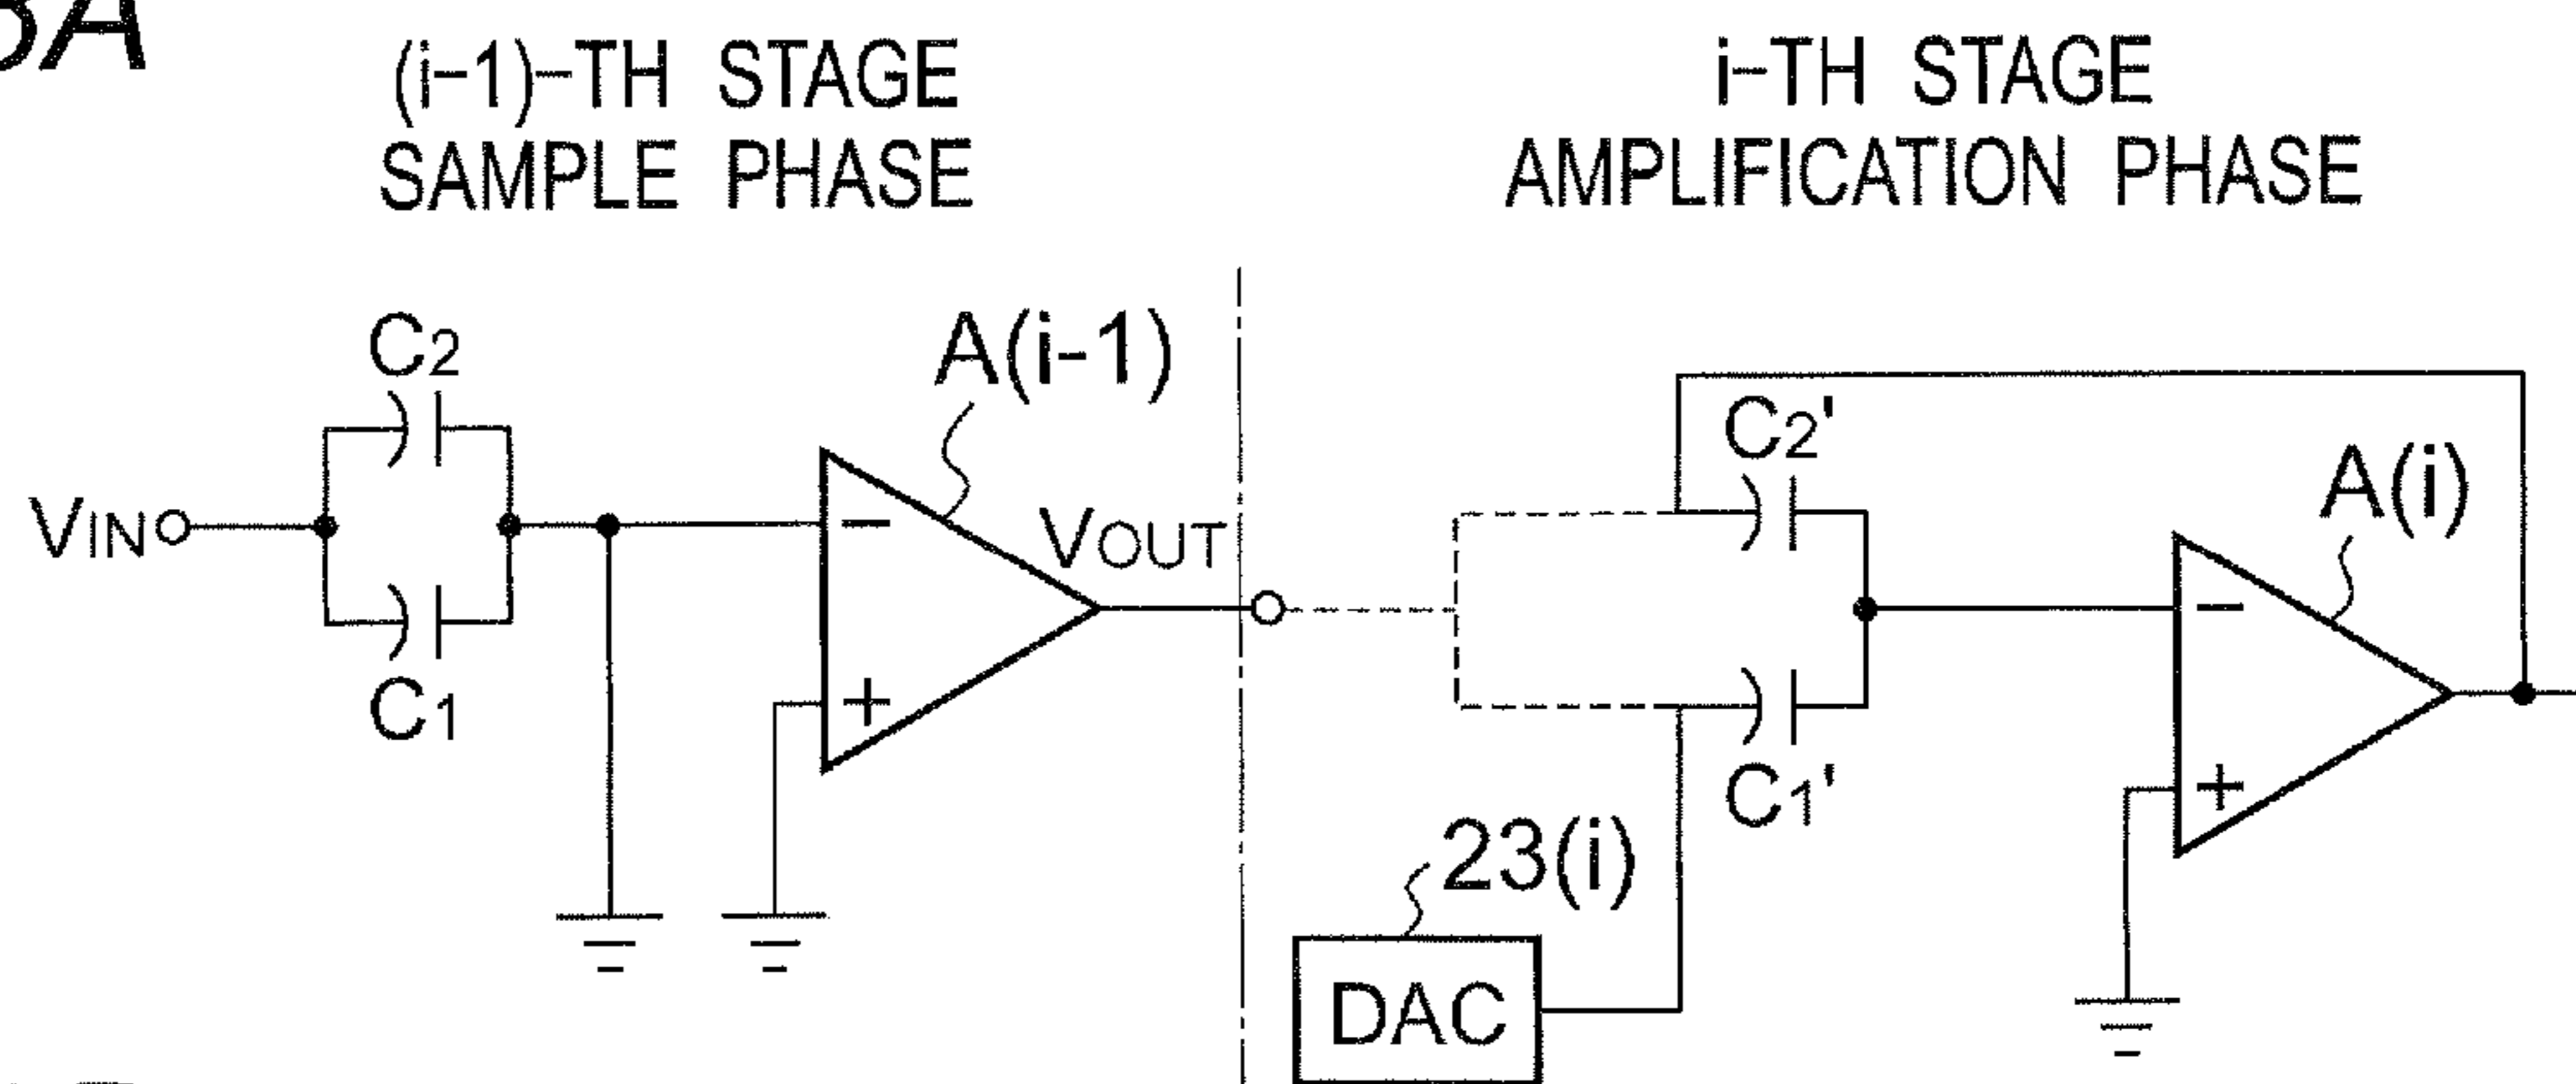 3A
(i-1)-TH STAGE
SAMPLE PHASE
i-TH STAGE
AMPLIFICATION PHASE
C2
A(i-1)
VIN
−
VOUT
+
C1
C2'
A(i)
−
C1'
+
23(i)
DAC